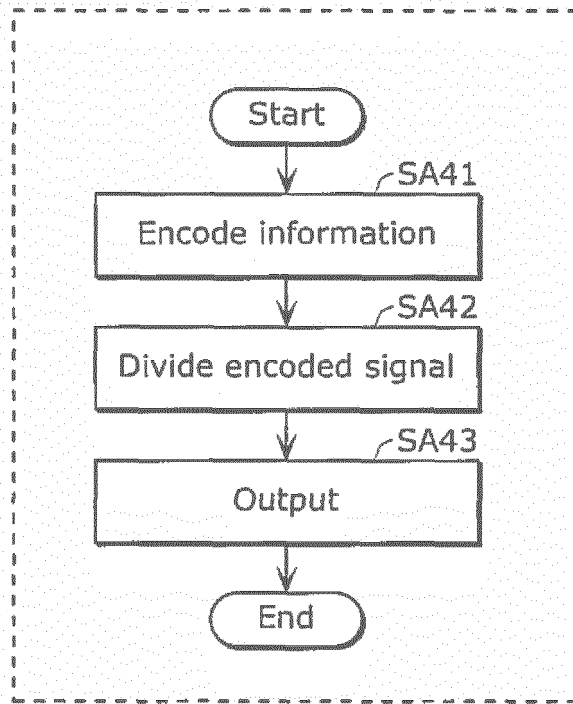 Start
SA41
Encode information
SA42
Divide encoded signal
SA43
Output
End